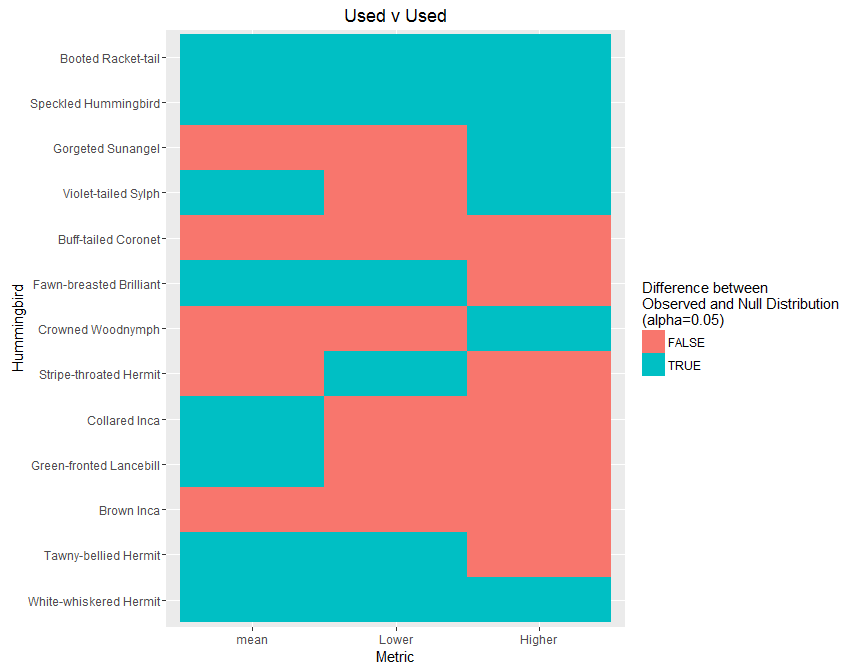 Used v Used
Hummingbird
Booted Racket-tail
Speckled Hummingbird
Gorgeted Sunangel
Violet-tailed Sylph
Buff-tailed Coronet
Fawn-breasted Brilliant
Crowned Woodnymph
Stripe-throated Hermit
Collared Inca
Green-fronted Lancebill
Brown Inca
Tawny-bellied Hermit
White-whiskered Hermit
mean Lower Higher
Metric
Difference between
Observed and Null Distribution
(alpha=0.05)
FALSE
TRUE